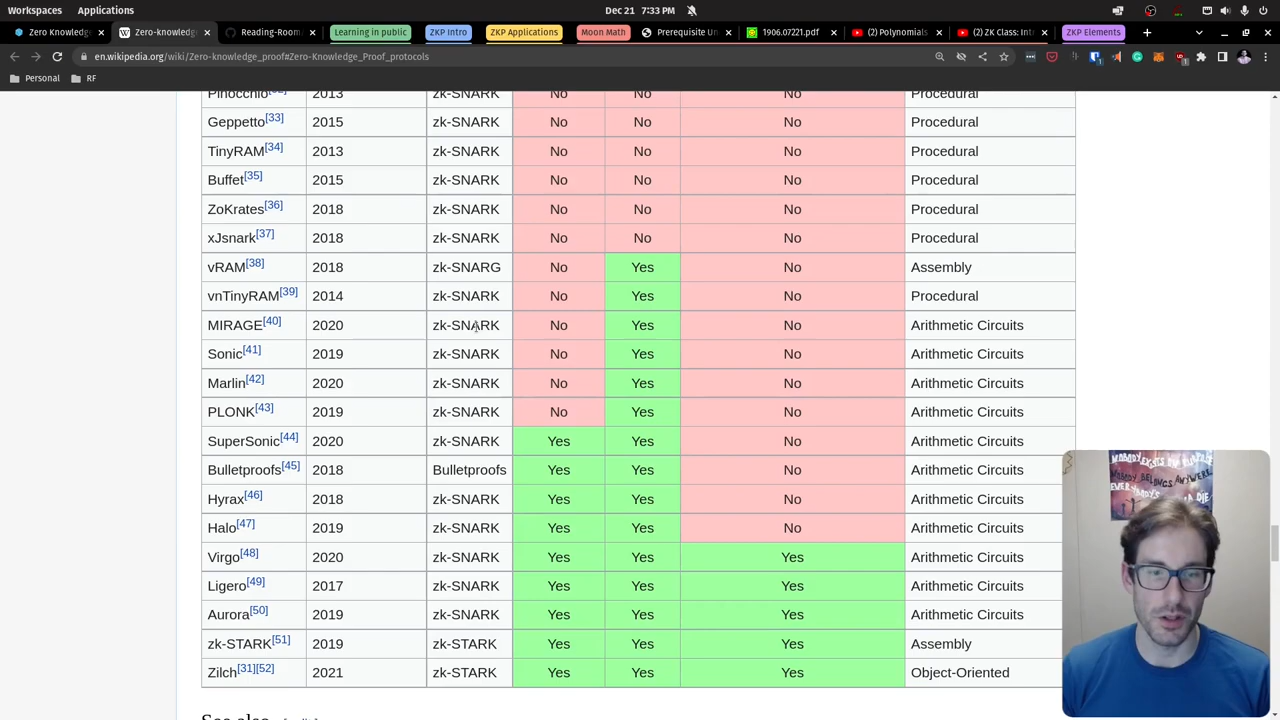 Workspaces Applications Dec 21 7:33 PM
Zero Knowledge Zero-knowledge Reading-Room Learning in public ZKP Intro ZKP Applications Moon Math Prerequisite Un 1906.07221.pdf (2) Polynomials (2) ZK Class: Int ZKP Elements
en.wikipedia.org/wiki/Zero-knowledge_proof#Zero-Knowledge_Proof_protocols
Personal RF
Pinocchio[32] 2013 zk-SNARK No No No Procedural
Geppetto[33] 2015 zk-SNARK No No No Procedural
TinyRAM[34] 2013 zk-SNARK No No No Procedural
Buffet[35] 2015 zk-SNARK No No No Procedural
ZoKrates[36] 2018 zk-SNARK No No No Procedural
xJsnark[37] 2018 zk-SNARK No No No Procedural
vRAM[38] 2018 zk-SNARG No Yes No Assembly
vnTinyRAM[39] 2014 zk-SNARK No Yes No Procedural
MIRAGE[40] 2020 zk-SNARK No Yes No Arithmetic Circuits
Sonic[41] 2019 zk-SNARK No Yes No Arithmetic Circuits
Marlin[42] 2020 zk-SNARK No Yes No Arithmetic Circuits
PLONK[43] 2019 zk-SNARK No Yes No Arithmetic Circuits
SuperSonic[44] 2020 zk-SNARK Yes Yes No Arithmetic Circuits
Bulletproofs[45] 2018 Bulletproofs Yes Yes No Arithmetic Circuits
Hyrax[46] 2018 zk-SNARK Yes Yes No Arithmetic Circuits
Halo[47] 2019 zk-SNARK Yes Yes No Arithmetic Circuits
Virgo[48] 2020 zk-SNARK Yes Yes Yes Arithmetic Circuits
Ligero[49] 2017 zk-SNARK Yes Yes Yes Arithmetic Circuits
Aurora[50] 2019 zk-SNARK Yes Yes Yes Arithmetic Circuits
zk-STARK[51] 2019 zk-STARK Yes Yes Yes Assembly
Zilch[31][52] 2021 zk-STARK Yes Yes Yes Object-Oriented
See also
NOBODY EXISTS ON PURPOSE
NOBODY BELONGS ANYWHERE